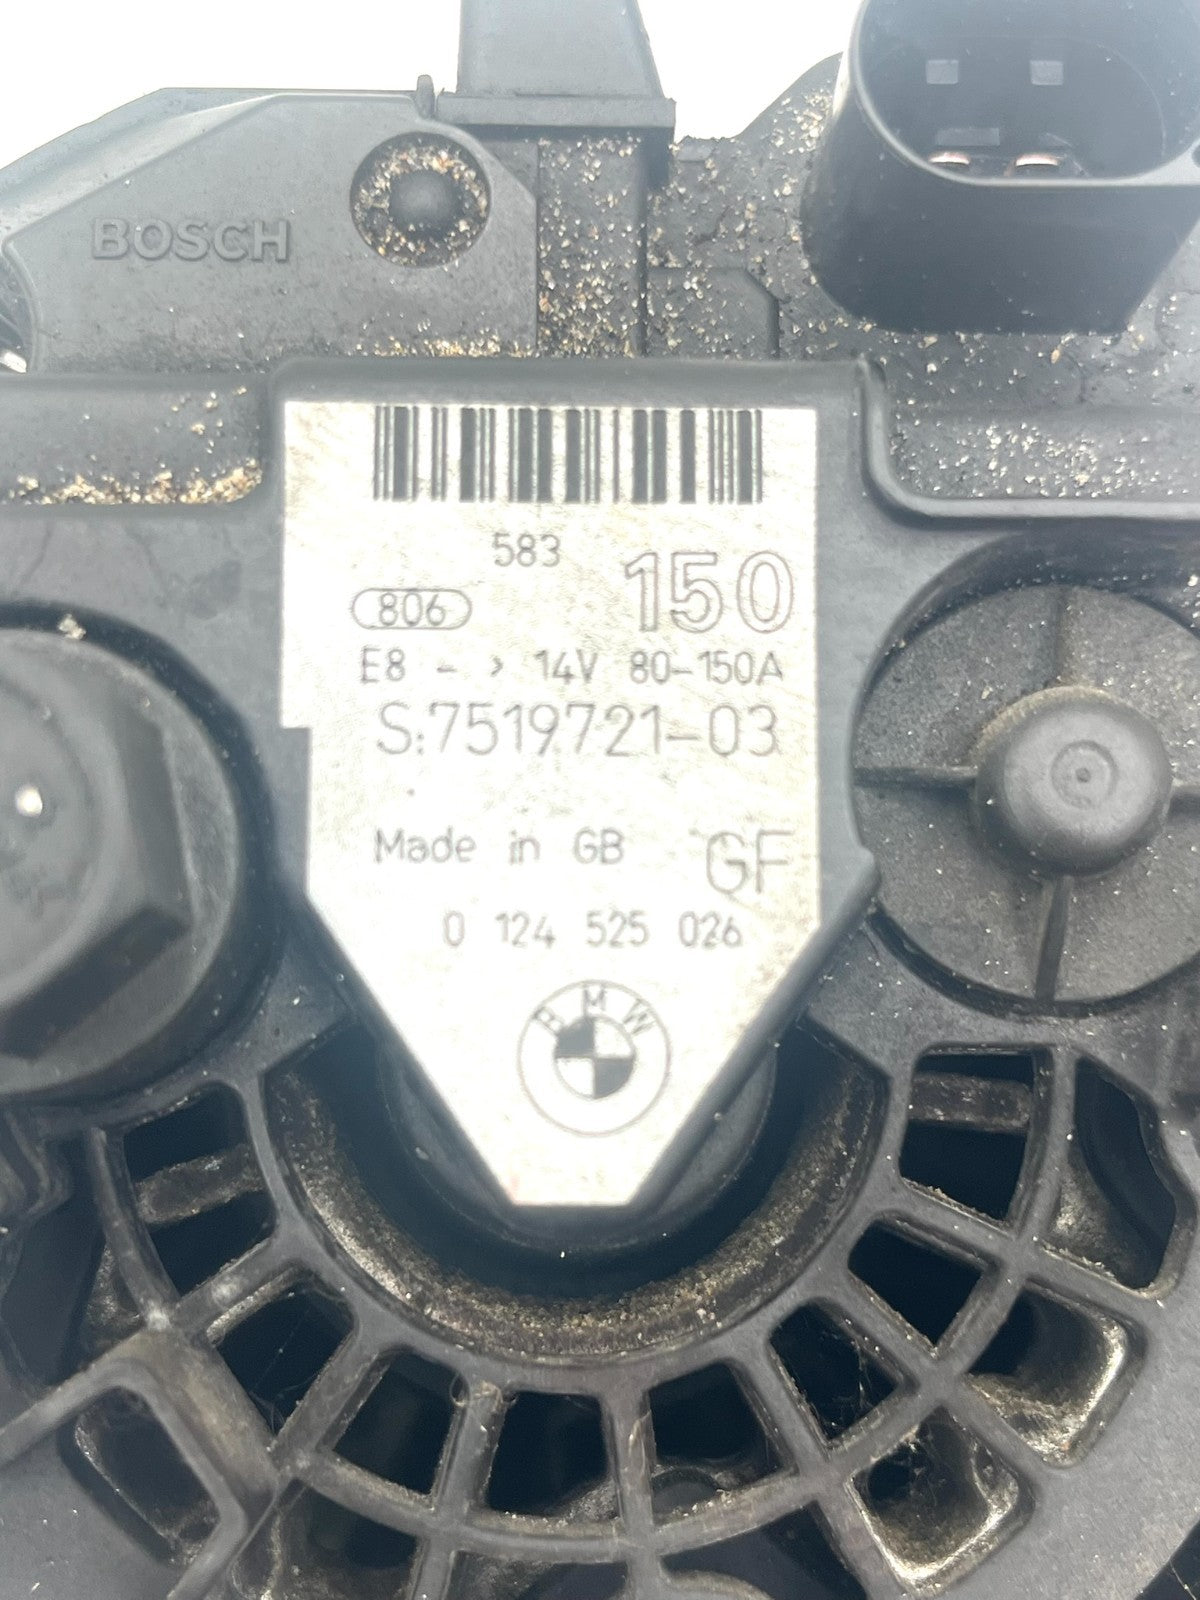 BOSCH
583
150
806
E8 - > 14V 80-150A
S:7519721-03
Made in GB
GF
0 124 525 026
BMW